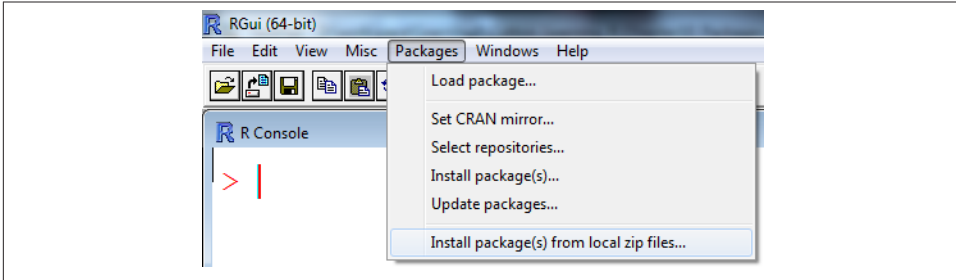 RGui (64-bit)
File Edit View Misc Packages Windows Help
Load package...
Set CRAN mirror...
Select repositories...
Install package(s)...
Update packages...
Install package(s) from local zip files...
R Console
>